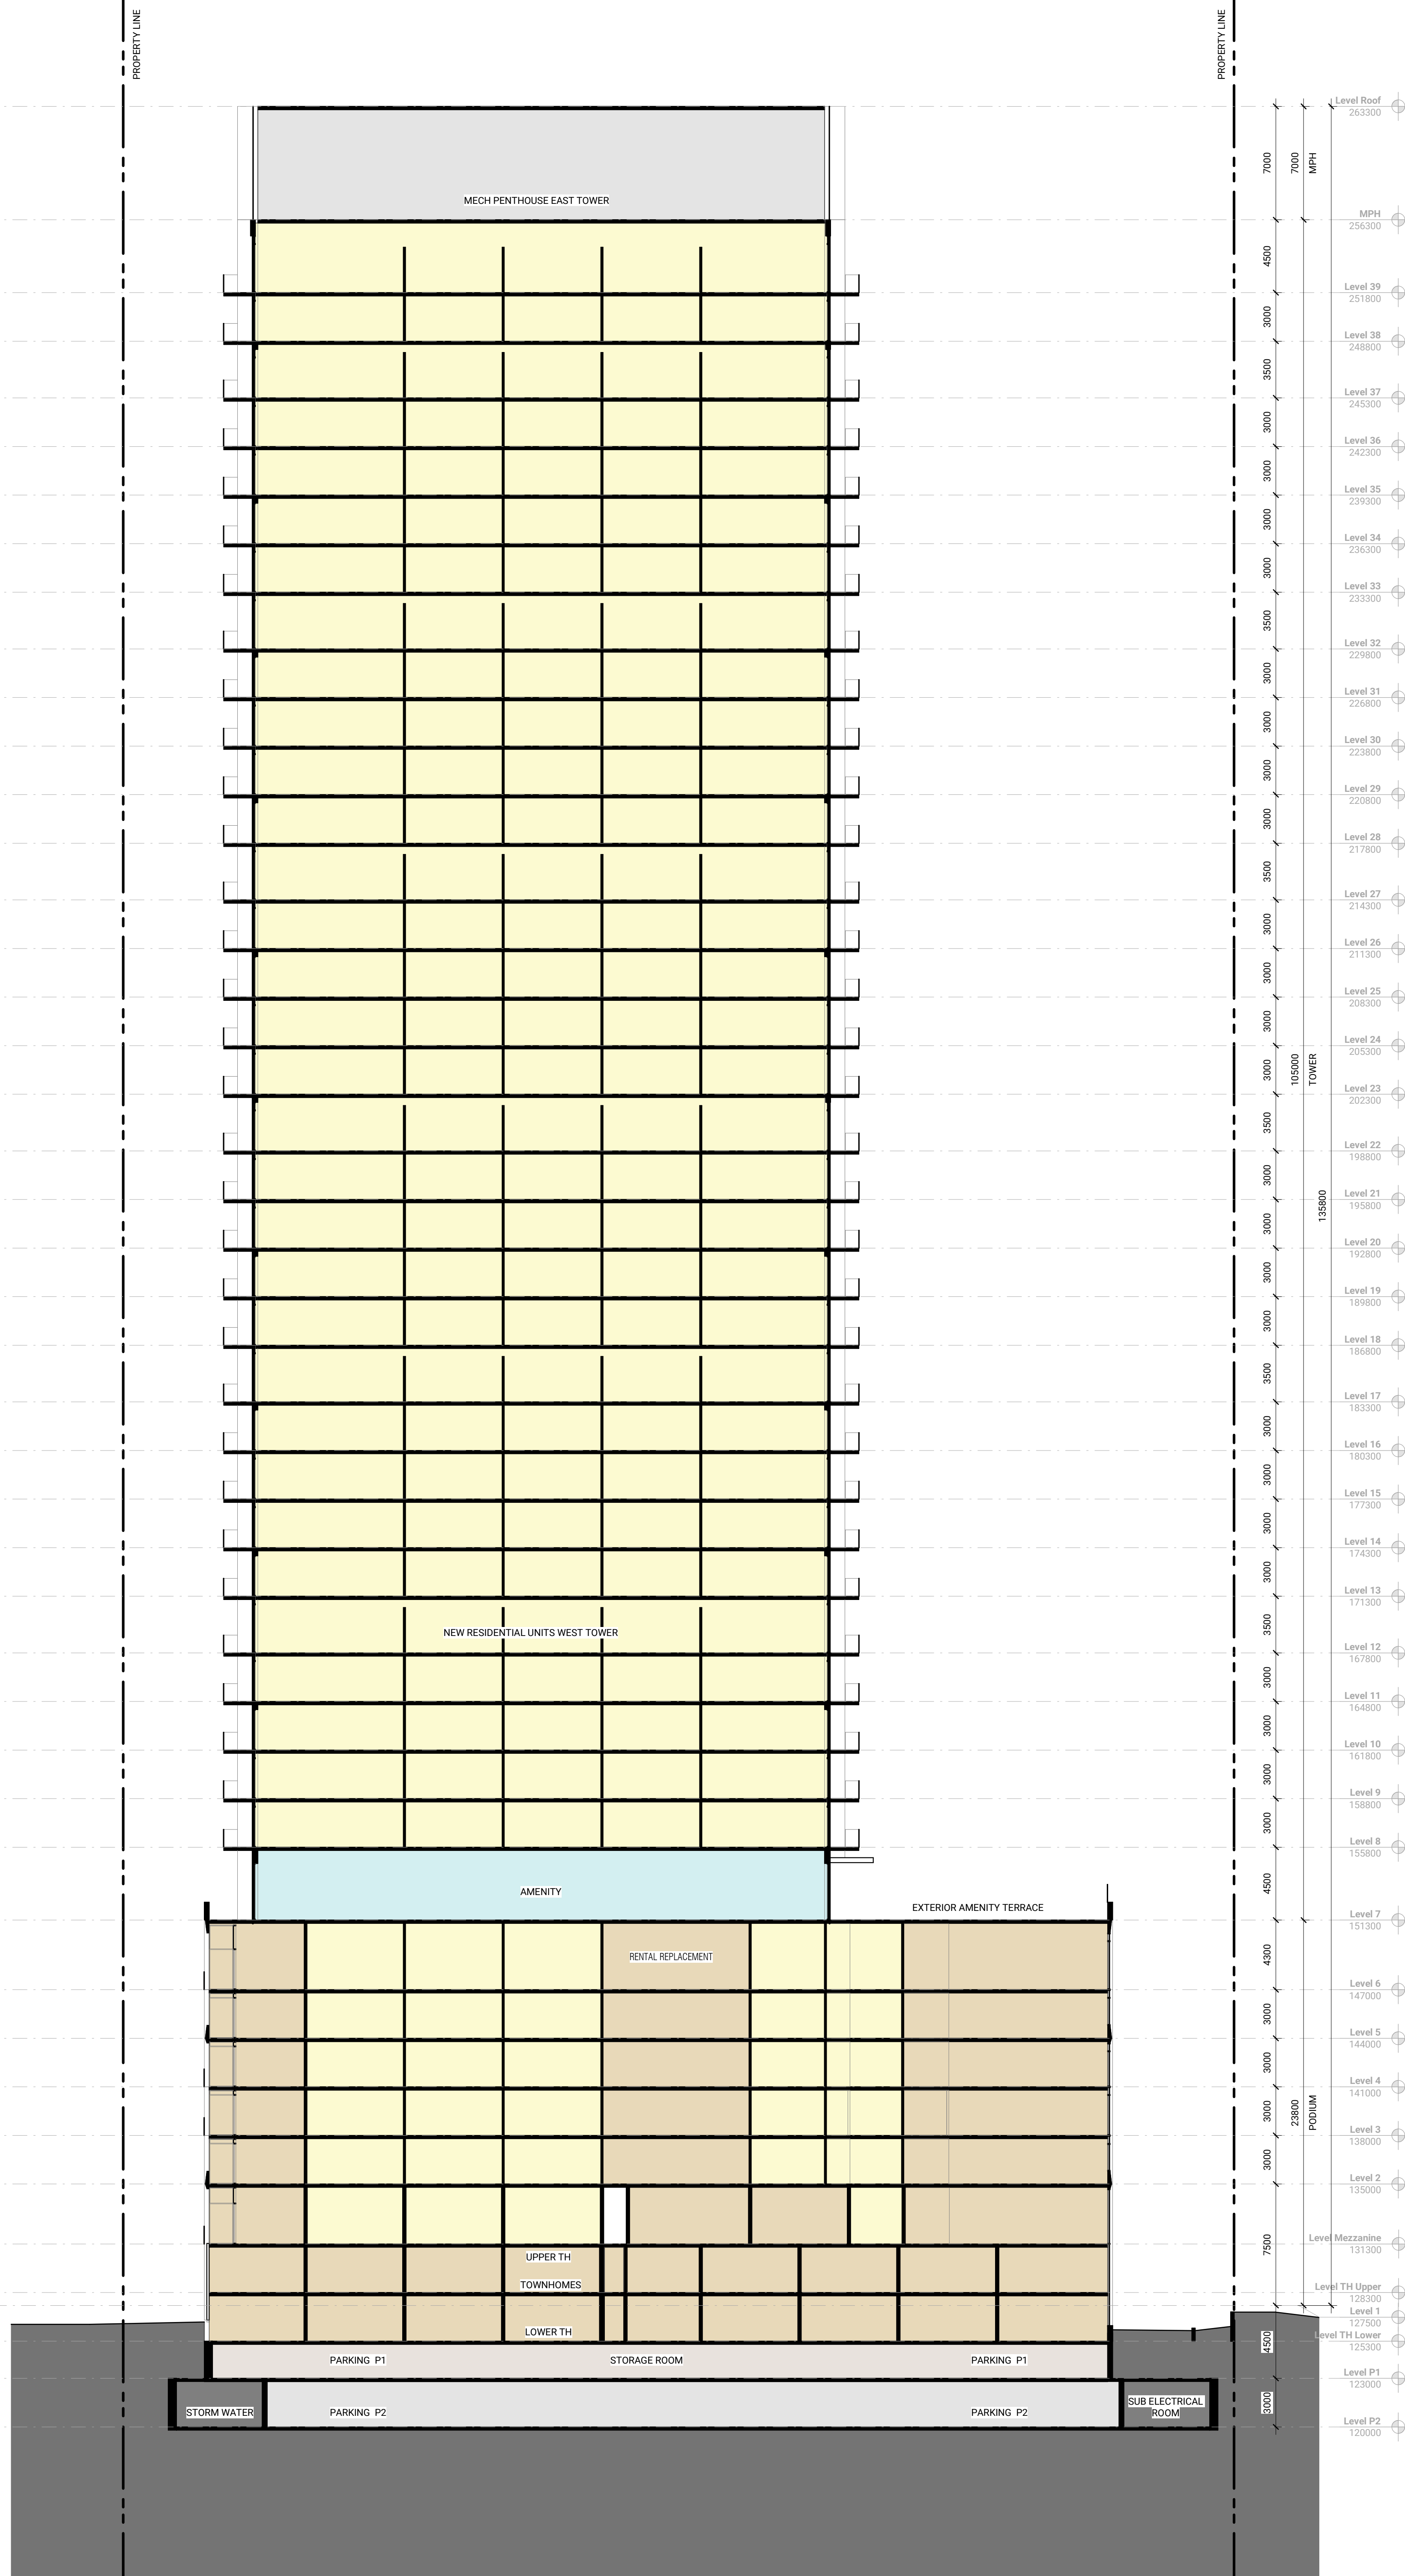 PROPERTY LINE
PROPERTY LINE
Level Roof
263300
7000
7000
MPH
MECH PENTHOUSE EAST TOWER
MPH
256300
4500
Level 39
251800
3000
Level 38
248800
3500
Level 37
245300
3000
Level 36
242300
3000
Level 35
239300
3000
Level 34
236300
3000
Level 33
233300
3500
Level 32
229800
3000
Level 31
226800
3000
Level 30
223800
3000
Level 29
220800
3000
Level 28
217800
3500
Level 27
214300
3000
Level 26
211300
3000
Level 25
208300
3000
Level 24
205300
3000
105000
TOWER
Level 23
202300
3500
Level 22
198800
3000
Level 21
195800
135800
3000
Level 20
192800
3000
Level 19
189800
3000
Level 18
186800
3500
Level 17
183300
3000
Level 16
180300
3000
Level 15
177300
3000
Level 14
174300
3000
Level 13
171300
NEW RESIDENTIAL UNITS WEST TOWER
3500
Level 12
167800
3000
Level 11
164800
3000
Level 10
161800
3000
Level 9
158800
3000
Level 8
155800
AMENITY
4500
EXTERIOR AMENITY TERRACE
Level 7
151300
RENTAL REPLACEMENT
4300
Level 6
147000
3000
Level 5
144000
3000
Level 4
141000
3000
23800
PODIUM
Level 3
138000
3000
Level 2
135000
7500
Level Mezzanine
131300
UPPER TH
TOWNHOMES
Level TH Upper
128300
Level 1
127500
LOWER TH
4500
Level TH Lower
125300
PARKING P1
STORAGE ROOM
PARKING P1
Level P1
123000
STORM WATER
PARKING P2
PARKING P2
SUB ELECTRICAL
ROOM
3000
Level P2
120000